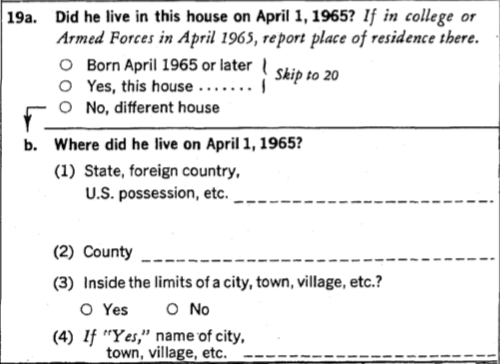 19a. Did he live in this house on April 1, 1965? If in college or
Armed Forces in April 1965, report place of residence there.
Born April 1965 or later
Yes, this house ....... Skip to 20
No, different house
b. Where did he live on April 1, 1965?
(1) State, foreign country,
U.S. possession, etc.
(2) County
(3) Inside the limits of a city, town, village, etc.?
Yes No
(4) If "Yes," name of city,
town, village, etc.